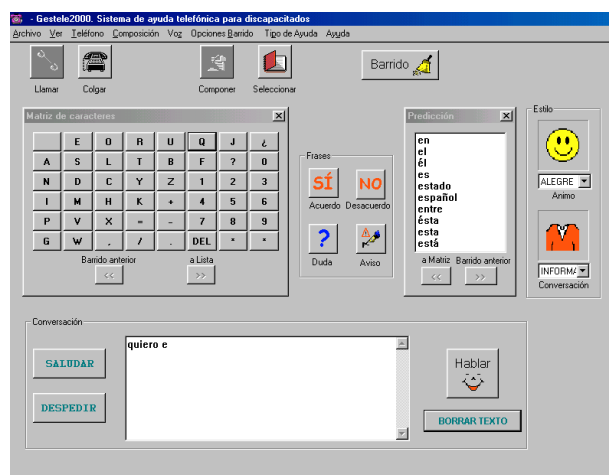 - Gestele2000. Sistema de ayuda telefónica para discapacitados
Archivo Ver Teléfono Composición Voz Opciones Barrido Tipo de Ayuda Ayuda
Llamar Colgar Componer Seleccionar Barrido
Matriz de caracteres
E O R U Q J ¿
A S L T B F ? 0
N D C Y Z 1 2 3
I M H K + 4 5 6
P V X = - 7 8 9
G W , / . DEL * *
Barrido anterior a Lista
<< >>
Frases
SÍ NO
Acuerdo Desacuerdo
?
Duda Aviso
Predicción
en
el
él
es
estado
español
entre
ésta
esta
está
a Matriz Barrido anterior
<< >>
Estilo
ALEGRE
Animo
INFORMA
Conversación
Conversación
SALUDAR
DESPEDIR
quiero e
Hablar
BORRAR TEXTO